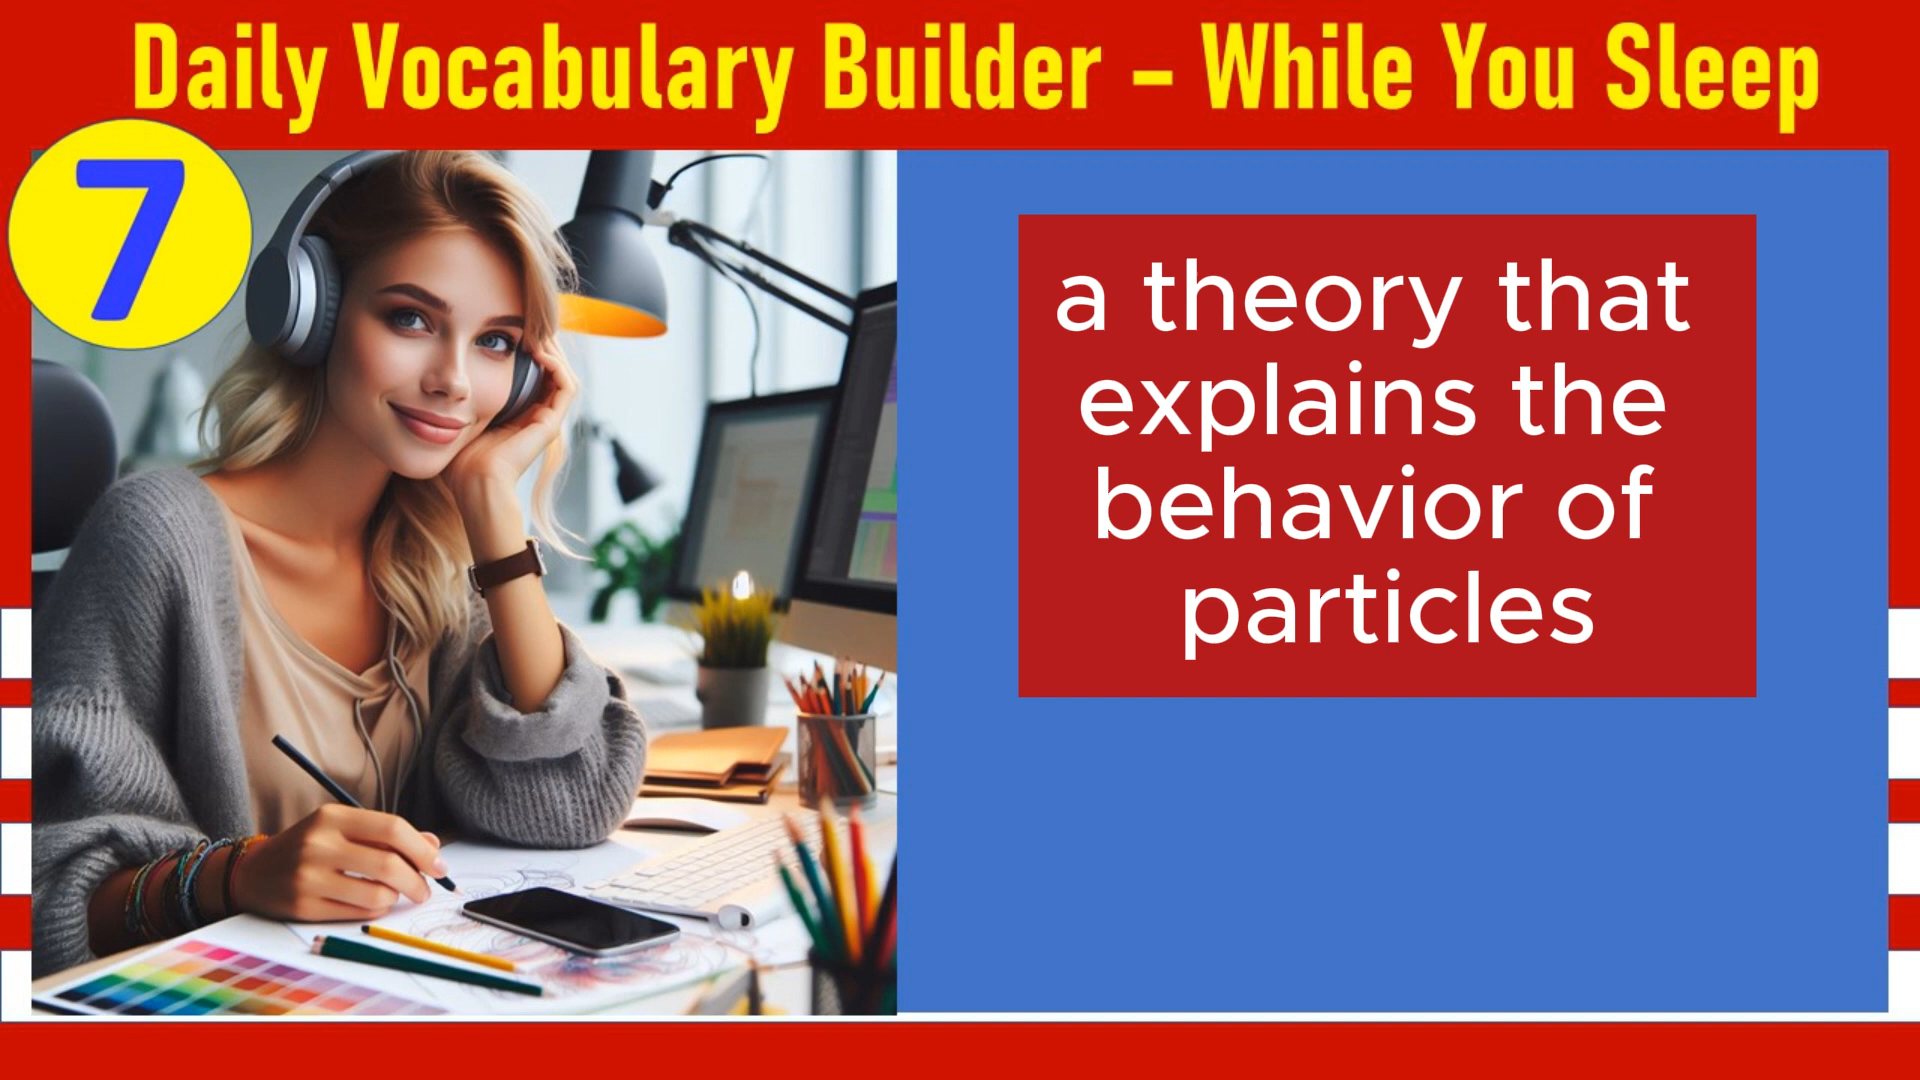 Daily Vocabulary Builder – While You Sleep
7
a theory that
explains the
behavior of
particles